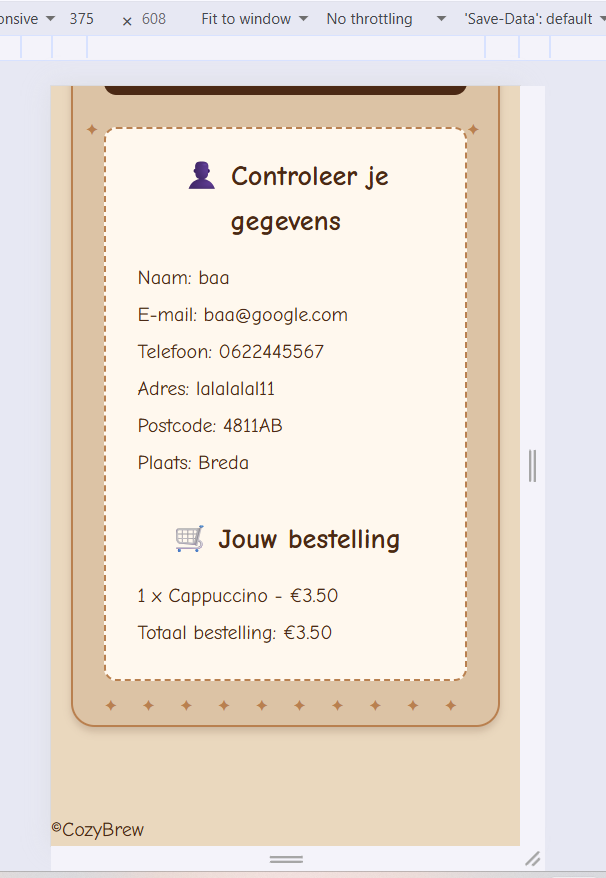 onsive 375 × 608 Fit to window No throttling 'Save-Data': default
Controleer je
gegevens
Naam: baa
E-mail: baa@google.com
Telefoon: 0622445567
Adres: lalalalal11
Postcode: 4811AB
Plaats: Breda
Jouw bestelling
1 x Cappuccino - €3.50
Totaal bestelling: €3.50
©CozyBrew